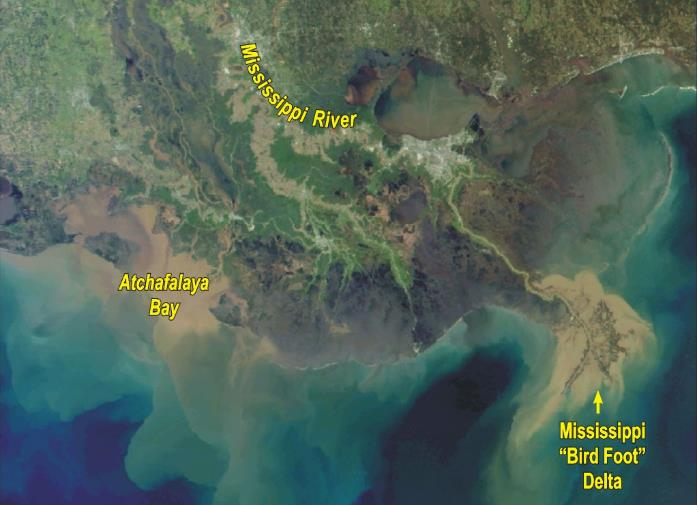 Mississippi River
Atchafalaya
Bay
Mississippi
“Bird Foot”
Delta